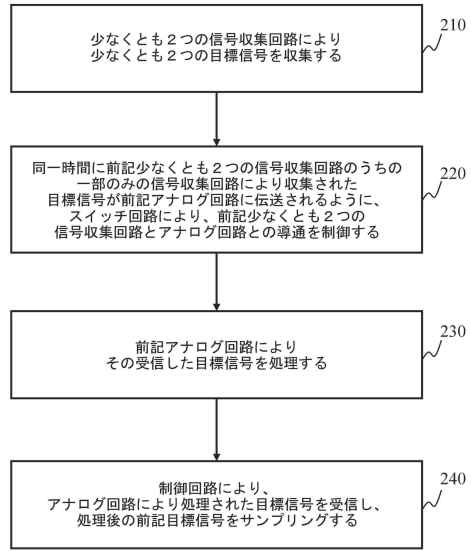 少なくとも２つの信号収集回路により
少なくとも２つの目標信号を収集する
210
同一時間に前記少なくとも２つの信号収集回路のうちの
一部のみの信号収集回路により収集された
目標信号が前記アナログ回路に伝送されるように、
スイッチ回路により、前記少なくとも２つの
信号収集回路とアナログ回路との導通を制御する
220
前記アナログ回路により
その受信した目標信号を処理する
230
制御回路により、
アナログ回路により処理された目標信号を受信し、
処理後の前記目標信号をサンプリングする
240